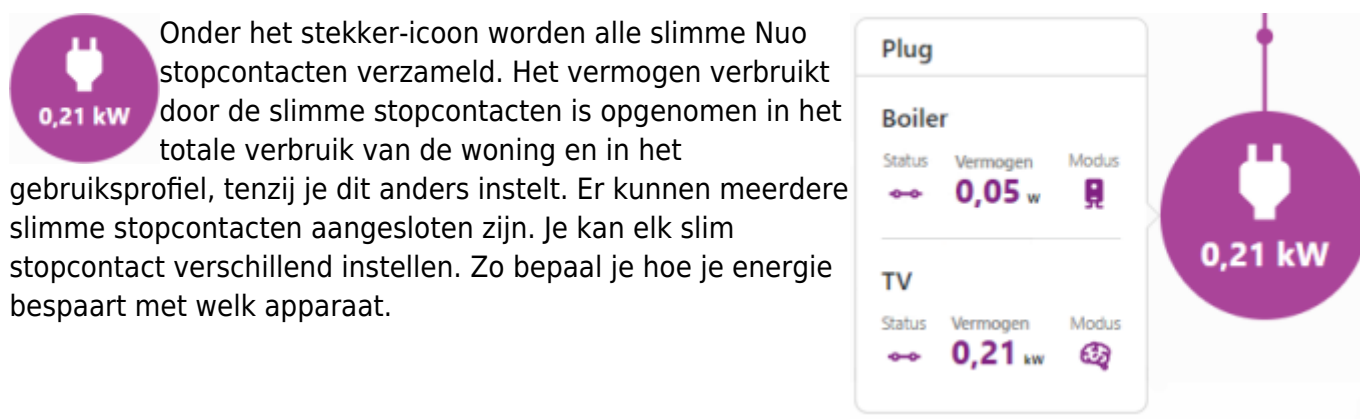 0,21 kW
Onder het stekker-icoon worden alle slimme Nuo
stopcontacten verzameld. Het vermogen verbruikt
door de slimme stopcontacten is opgenomen in het
totale verbruik van de woning en in het
gebruiksprofiel, tenzij je dit anders instelt. Er kunnen meerdere
slimme stopcontacten aangesloten zijn. Je kan elk slim
stopcontact verschillend instellen. Zo bepaal je hoe je energie
bespaart met welk apparaat.
Plug
Boiler
Status Vermogen Modus
0,05 w
TV
Status Vermogen Modus
0,21 kw
0,21 kW